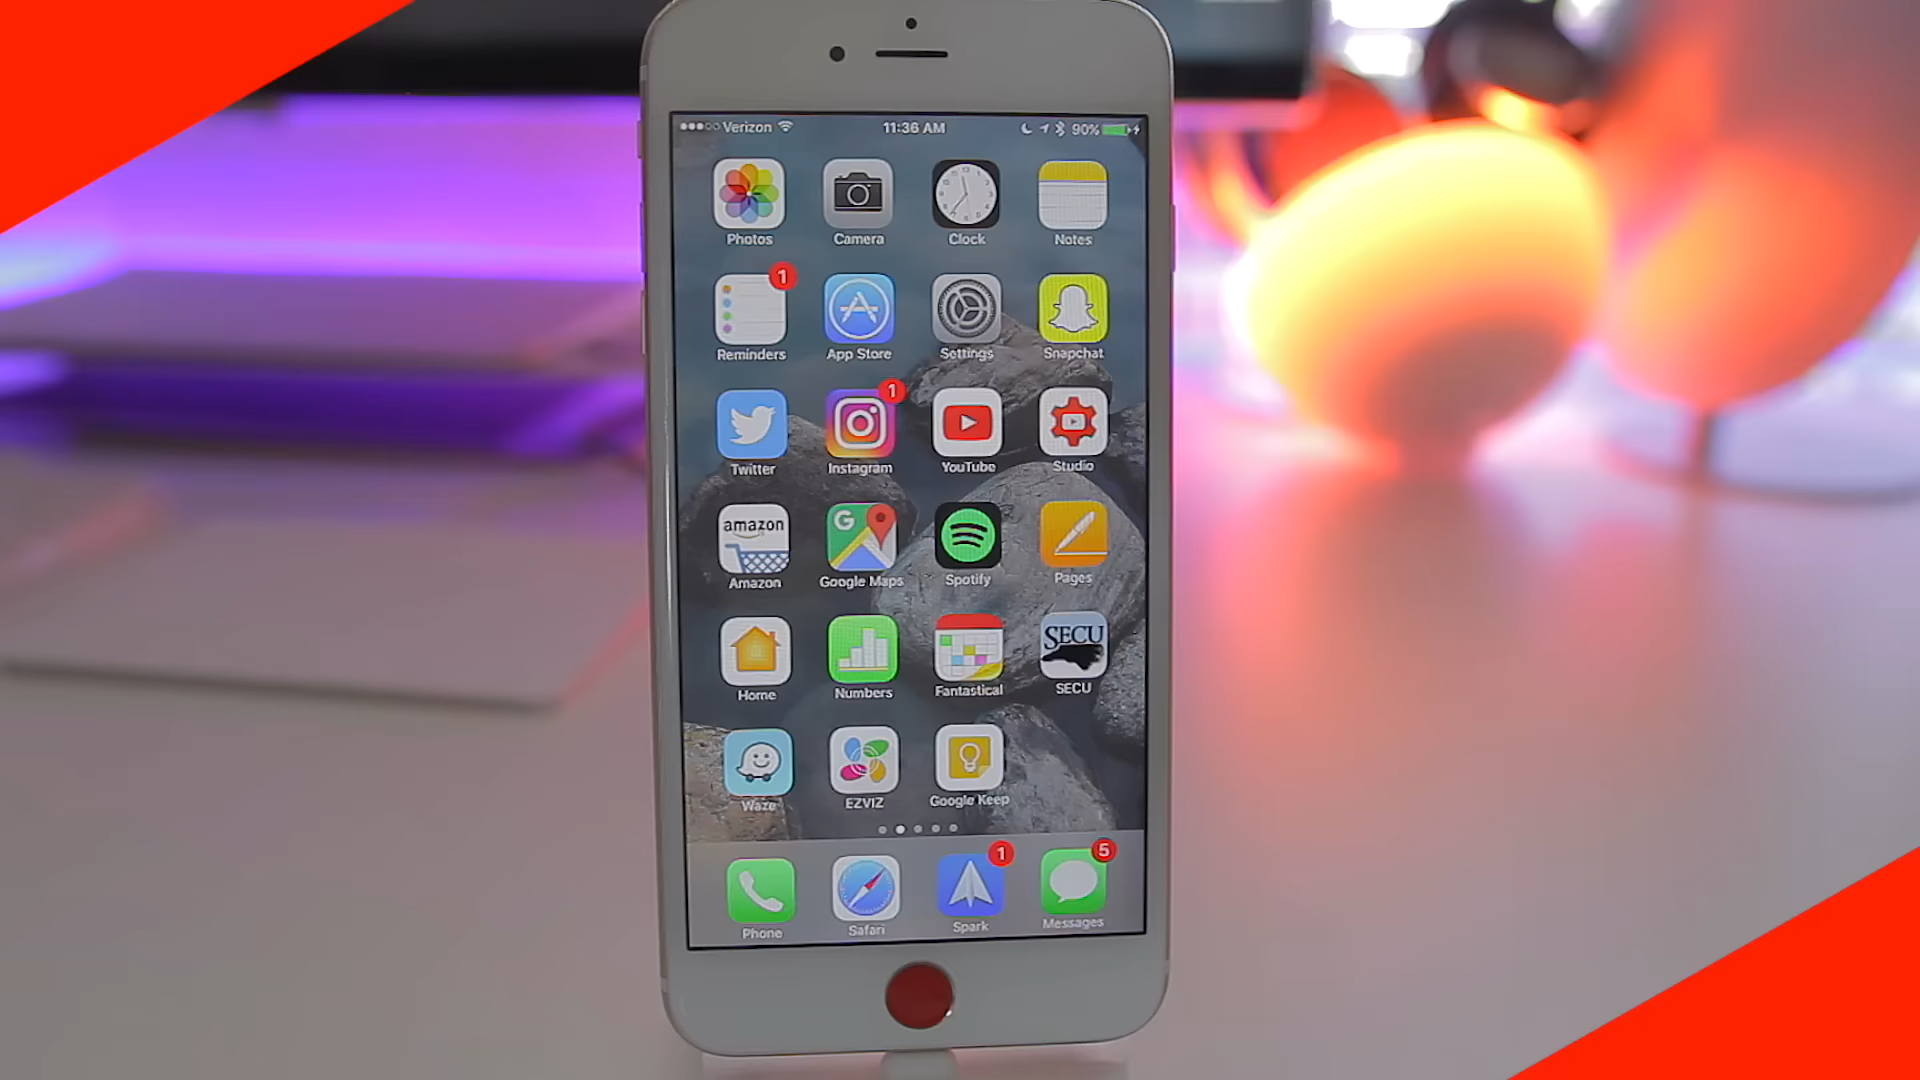 Verizon 11:36 AM 90%
Photos Camera Clock Notes
1
Reminders App Store Settings Snapchat
1
Twitter Instagram YouTube Studio
amazon G SECU
Amazon Google Maps Spotify Pages
Home Numbers Fantastical SECU
Waze EZVIZ Google Keep
1 5
Phone Safari Spark Messages